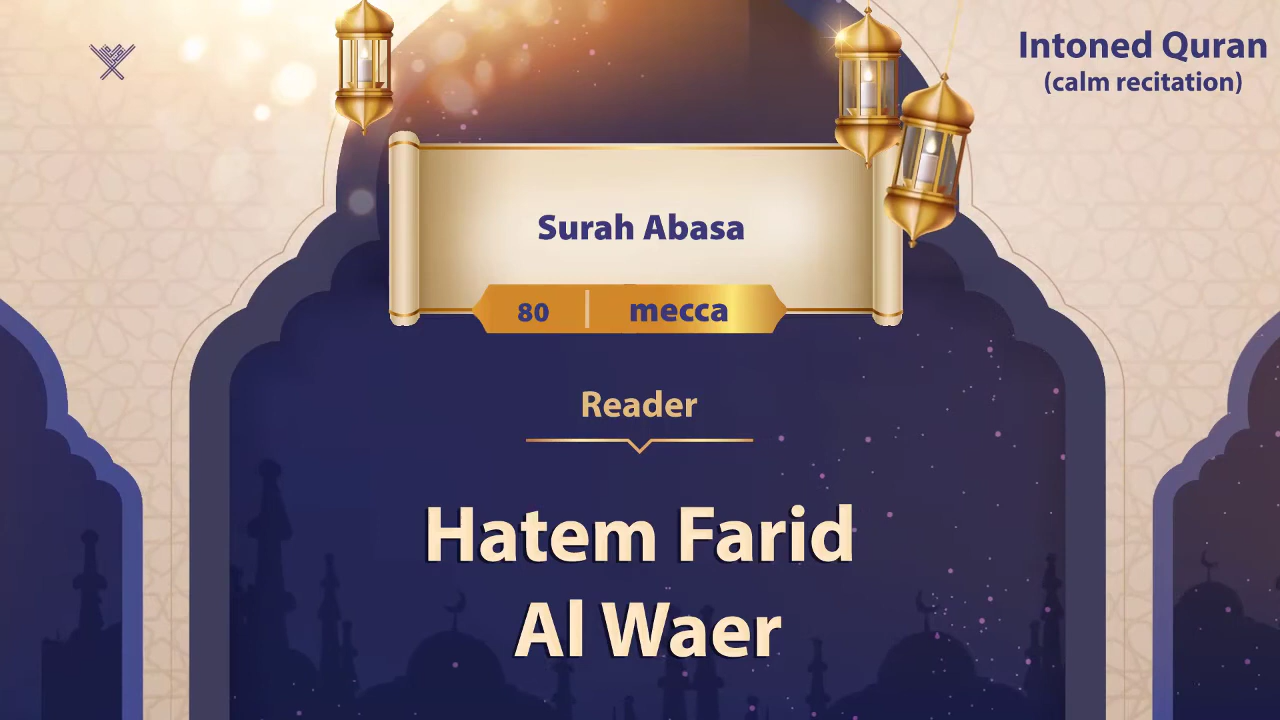 Intoned Quran
(calm recitation)
Surah Abasa
80 | mecca
Reader
Hatem Farid
Al Waer